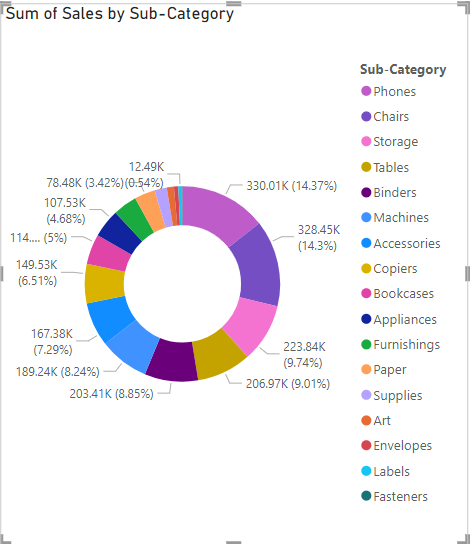 Sum of Sales by Sub-Category
Sub-Category
Phones
Chairs
Storage
Tables
Binders
Machines
Accessories
Copiers
Bookcases
Appliances
Furnishings
Paper
Supplies
Art
Envelopes
Labels
Fasteners
330.01K (14.37%)
328.45K
(14.3%)
223.84K
(9.74%)
206.97K (9.01%)
203.41K (8.85%)
189.24K (8.24%)
167.38K
(7.29%)
149.53K
(6.51%)
114.... (5%)
107.53K
(4.68%)
78.48K (3.42%)
12.49K
(0.54%)